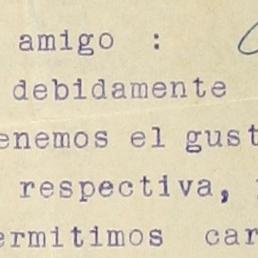 amigo :
debidamente
enemos el gust
respectiva,
ermitimos car